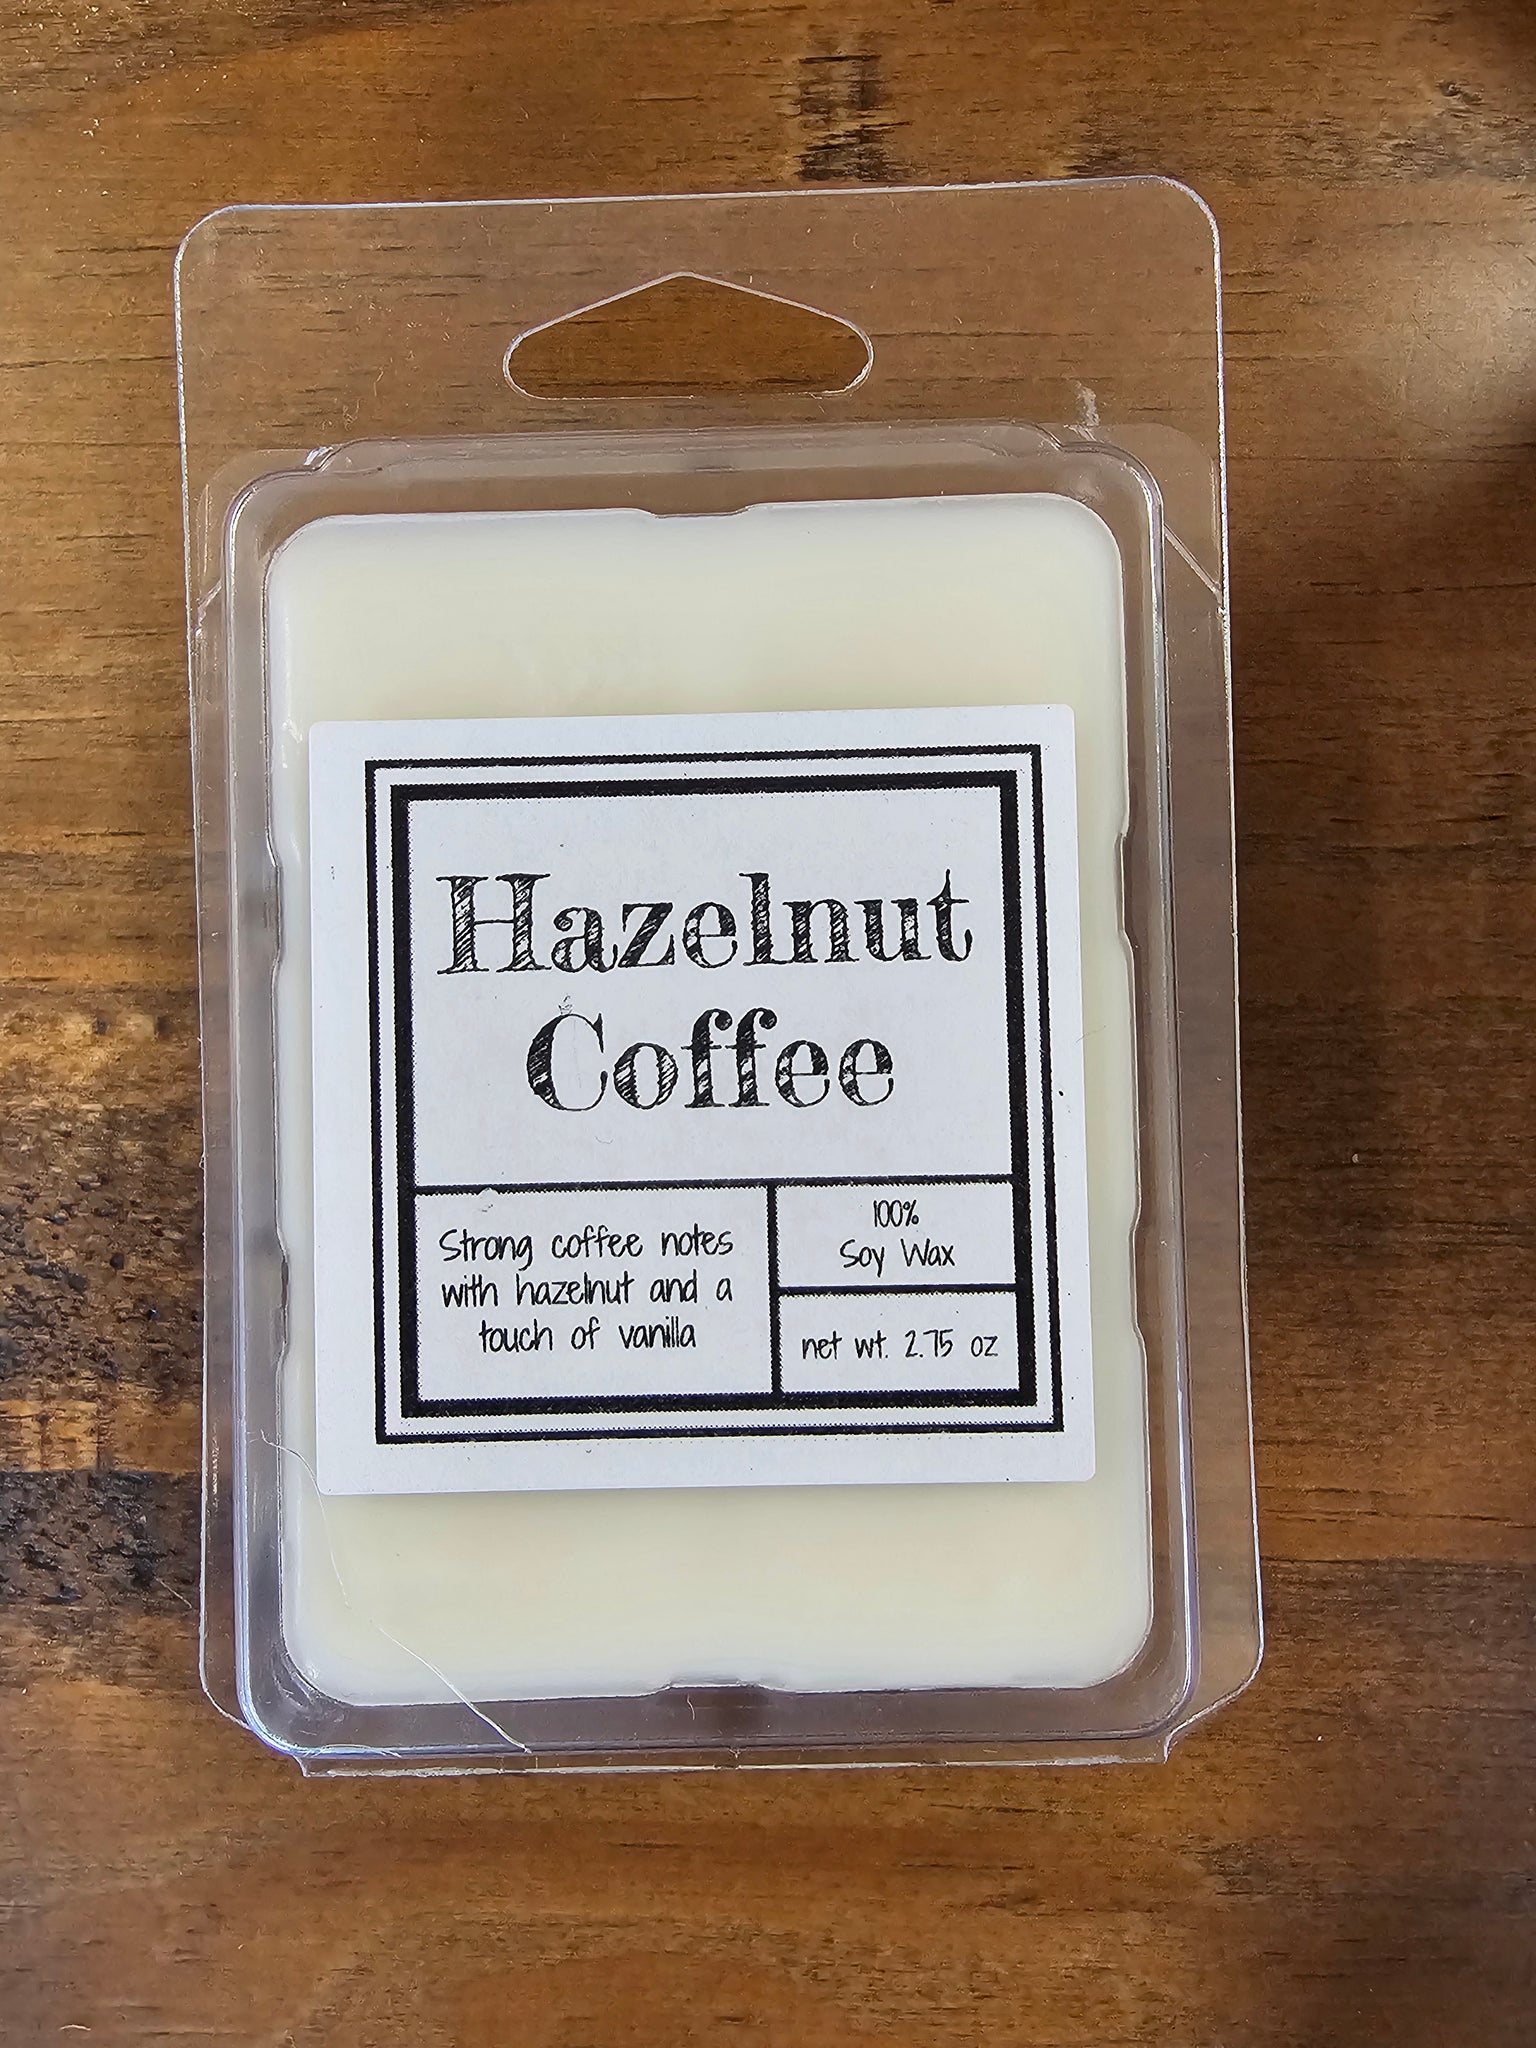 Hazelnut
Coffee
Strong coffee notes
with hazelnut and a
touch of vanilla
100%
Soy Wax
net wt. 2.75 oz